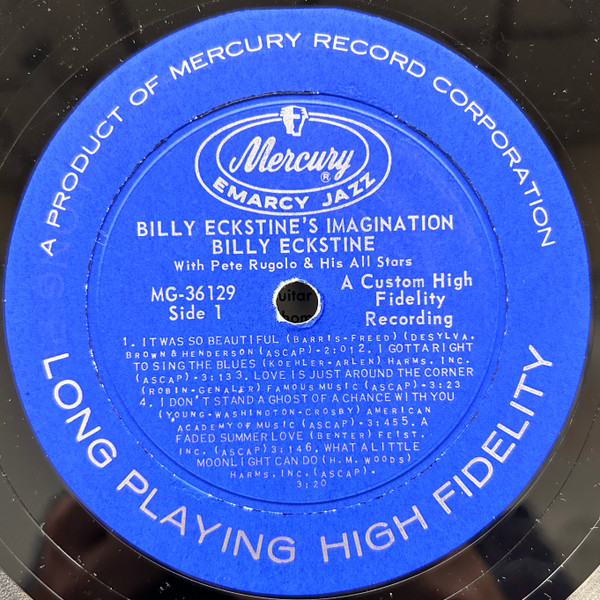 A PRODUCT OF MERCURY RECORD CORPORATION
Mercury
®
EMARCY JAZZ
BILLY ECKSTINE'S IMAGINATION
BILLY ECKSTINE
With Pete Rugolo & His All Stars
MG-36129
Side 1
A Custom High
Fidelity
Recording
uitar
hom
1. IT WAS SO BEAUTIFUL (BARRIS-FREED) (DESYLVA.
BROWN & HENDERSON (ASCAP)-2:01 2. I GOTTA RIGHT
TO SING THE BLUES (KOEHLER-ARLEN) HARMS. INC.
(ASCAP)-3:13 3. LOVE IS JUST AROUND THE CORNER
(ROBIN-GENSLER) FAMOUS MUSIC (ASCAP)-3:23
4. I DON'T STAND A GHOST OF A CHANCE WITH YOU
(YOUNG-WASHINGTON-CROSBY) AMERICAN
ACADEMY OF MUSIC (ASCAP)-3:45 5. A
FADED SUMMER LOVE (BENTER) FEIST.
INC. (ASCAP) 3:14 6. WHAT A LITTLE
MOONLIGHT CAN DO (H. M. WOODS)
HARMS. INC. (ASCAP)-
3:20
LONG PLAYING HIGH FIDELITY